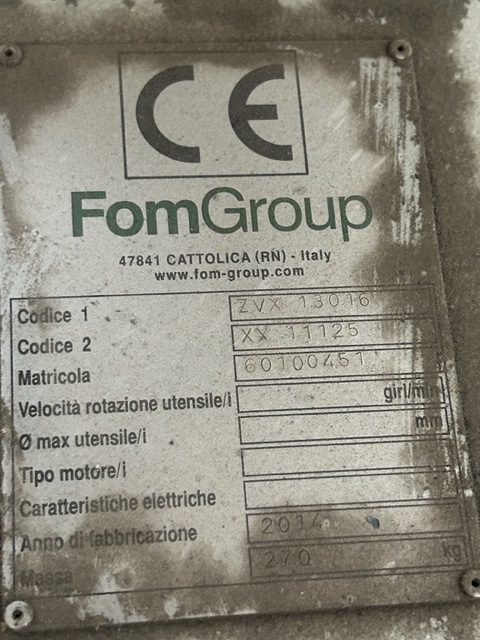 CE
FomGroup
47841 CATTOLICA (RN) - Italy
www.fom-group.com
Codice 1 ZVX 13016
Codice 2 XX 11125
Matricola 60100451
Velocità rotazione utensile/i giri/min
Ø max utensile/i mm
Tipo motore/i
Caratteristiche elettriche
Anno di fabbricazione 2014
Massa 270 kg